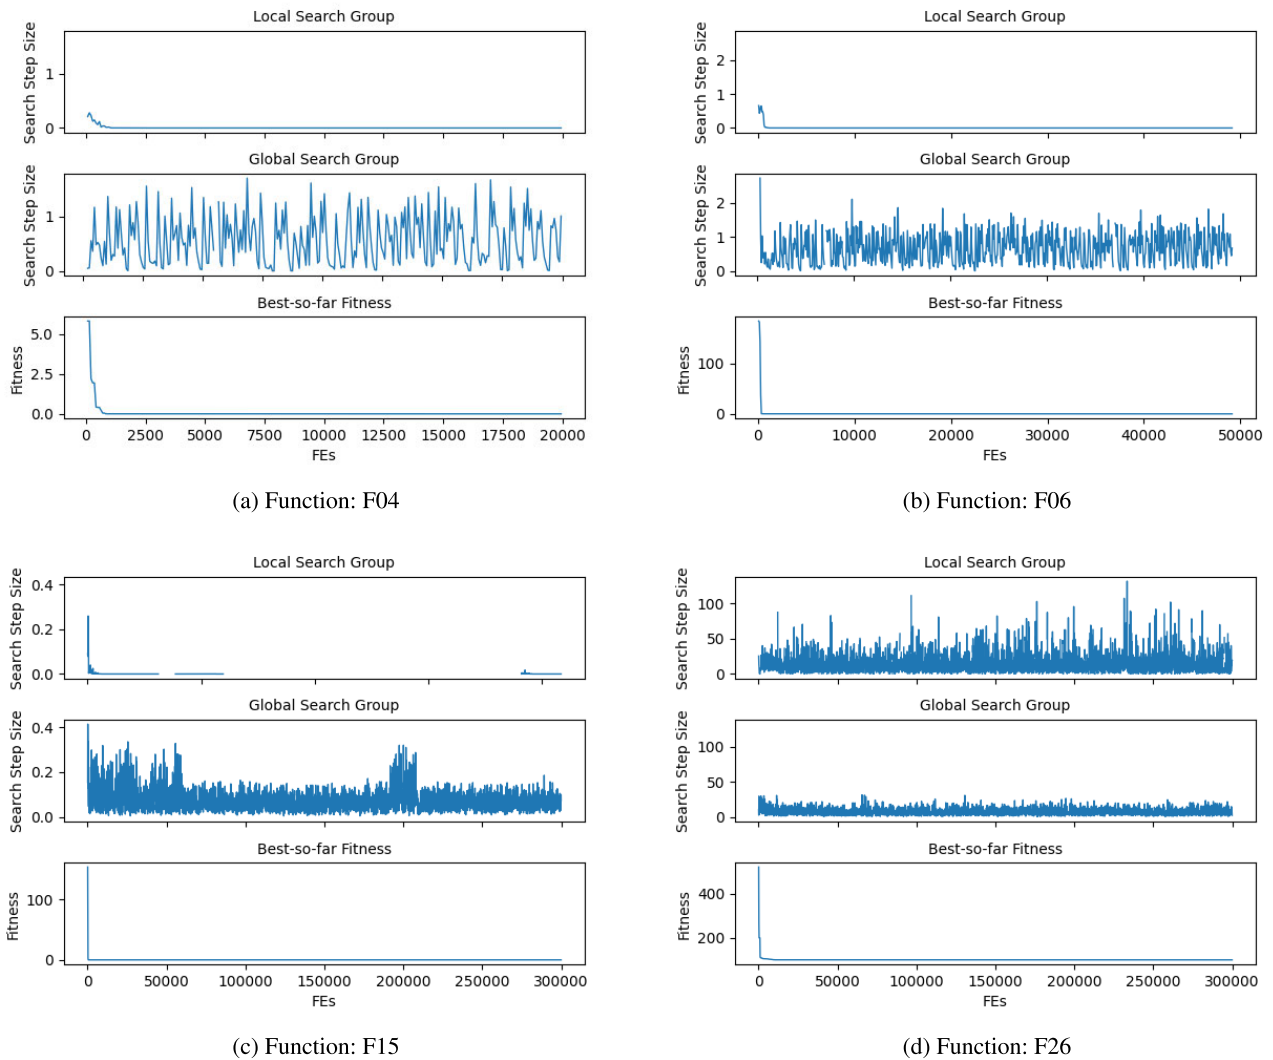 Local Search Group
Search Step Size
1
0
Global Search Group
Search Step Size
1
0
Best-so-far Fitness
Fitness
5.0
2.5
0.0
0 2500 5000 7500 10000 12500 15000 17500 20000
FEs
(a) Function: F04
Local Search Group
Search Step Size
2
1
0
Global Search Group
Search Step Size
2
1
0
Best-so-far Fitness
Fitness
100
0
0 10000 20000 30000 40000 50000
FEs
(b) Function: F06
Local Search Group
Search Step Size
0.4
0.2
0.0
Global Search Group
Search Step Size
0.4
0.2
0.0
Best-so-far Fitness
Fitness
100
0
0 50000 100000 150000 200000 250000 300000
FEs
(c) Function: F15
Local Search Group
Search Step Size
100
50
0
Global Search Group
Search Step Size
100
50
0
Best-so-far Fitness
Fitness
400
200
0 50000 100000 150000 200000 250000 300000
FEs
(d) Function: F26